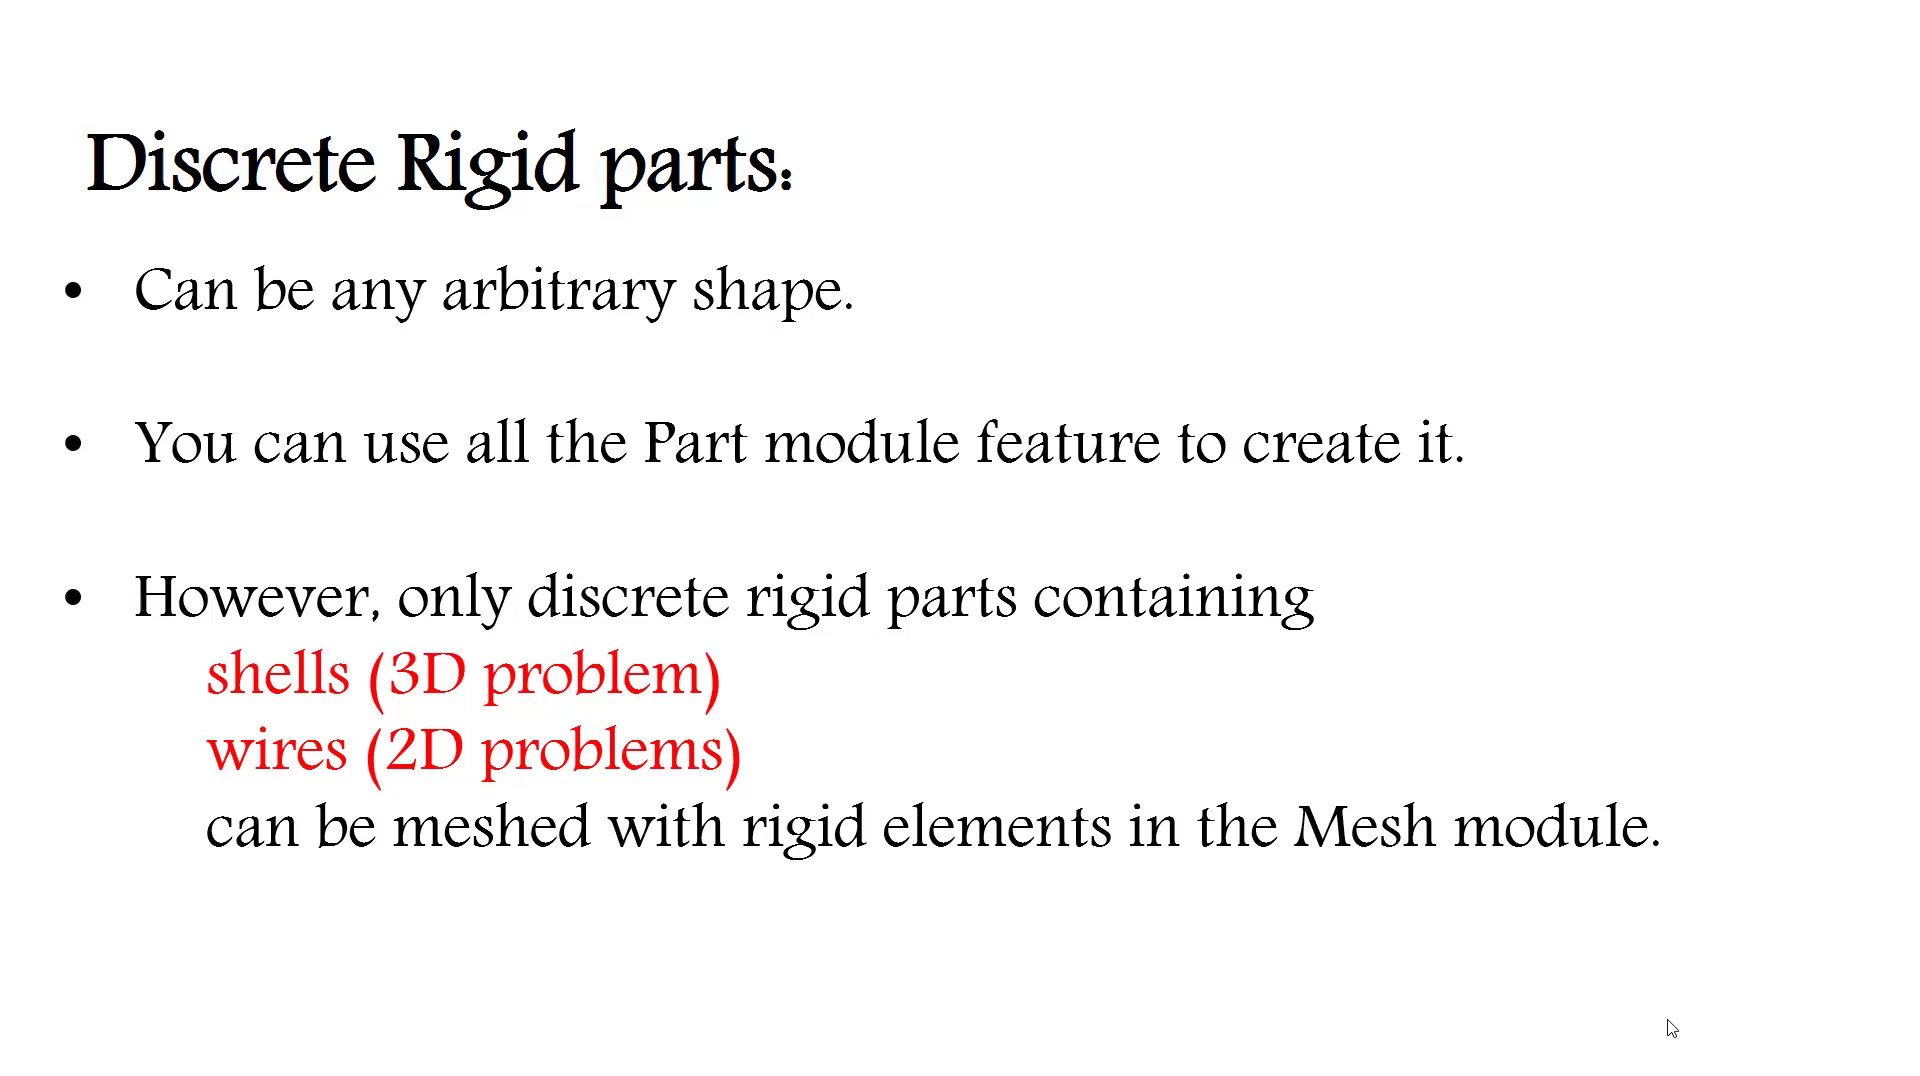 Discrete Rigid parts:
• Can be any arbitrary shape.
• You can use all the Part module feature to create it.
• However, only discrete rigid parts containing
shells (3D problem)
wires (2D problems)
can be meshed with rigid elements in the Mesh module.